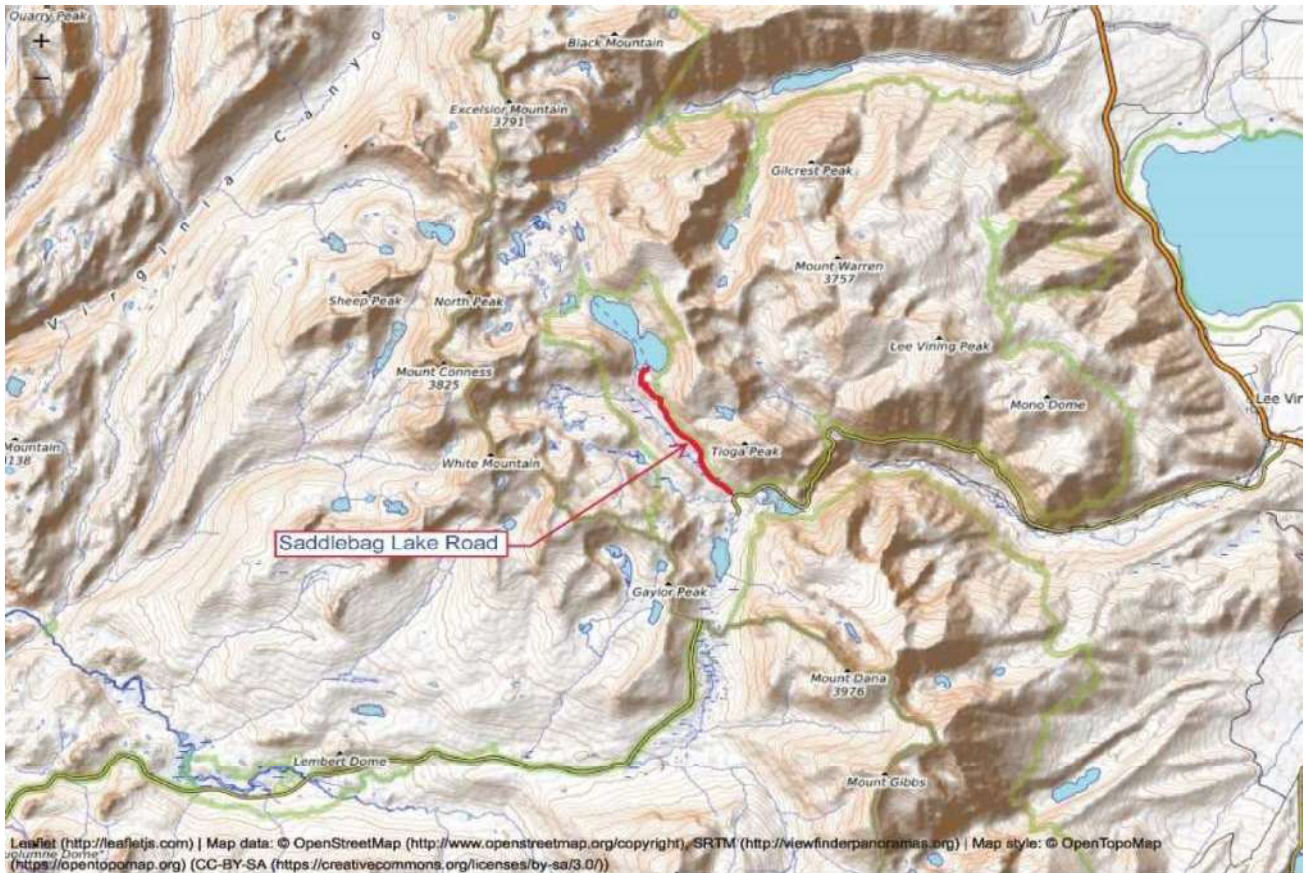 Quarry Peak
+
−
Black Mountain
Excelsior Mountain
3791
Virginia Canyo
Gilcrest Peak
Mount Warren
3757
Sheep Peak
North Peak
Lee Vining Peak
Mount Conness
3825
Mono Dome
Lee Vin
Mountain
Tioga Peak
White Mountain
Saddlebag Lake Road
Gaylor Peak
Mount Dana
3976
Lembert Dome
Mount Gibbs
Leaflet (http://leafletjs.com) | Map data: © OpenStreetMap (http://www.openstreetmap.org/copyright), SRTM (http://viewfinderpanoramas.org) | Map style: © OpenTopoMap
(https://opentopomap.org) (CC-BY-SA (https://creativecommons.org/licenses/by-sa/3.0/))